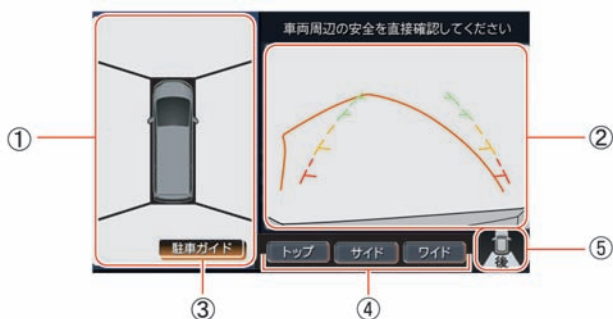 車両周辺の安全を直接確認してください
①
②
駐車ガイド
トップ サイド ワイド
後
⑤
③
④